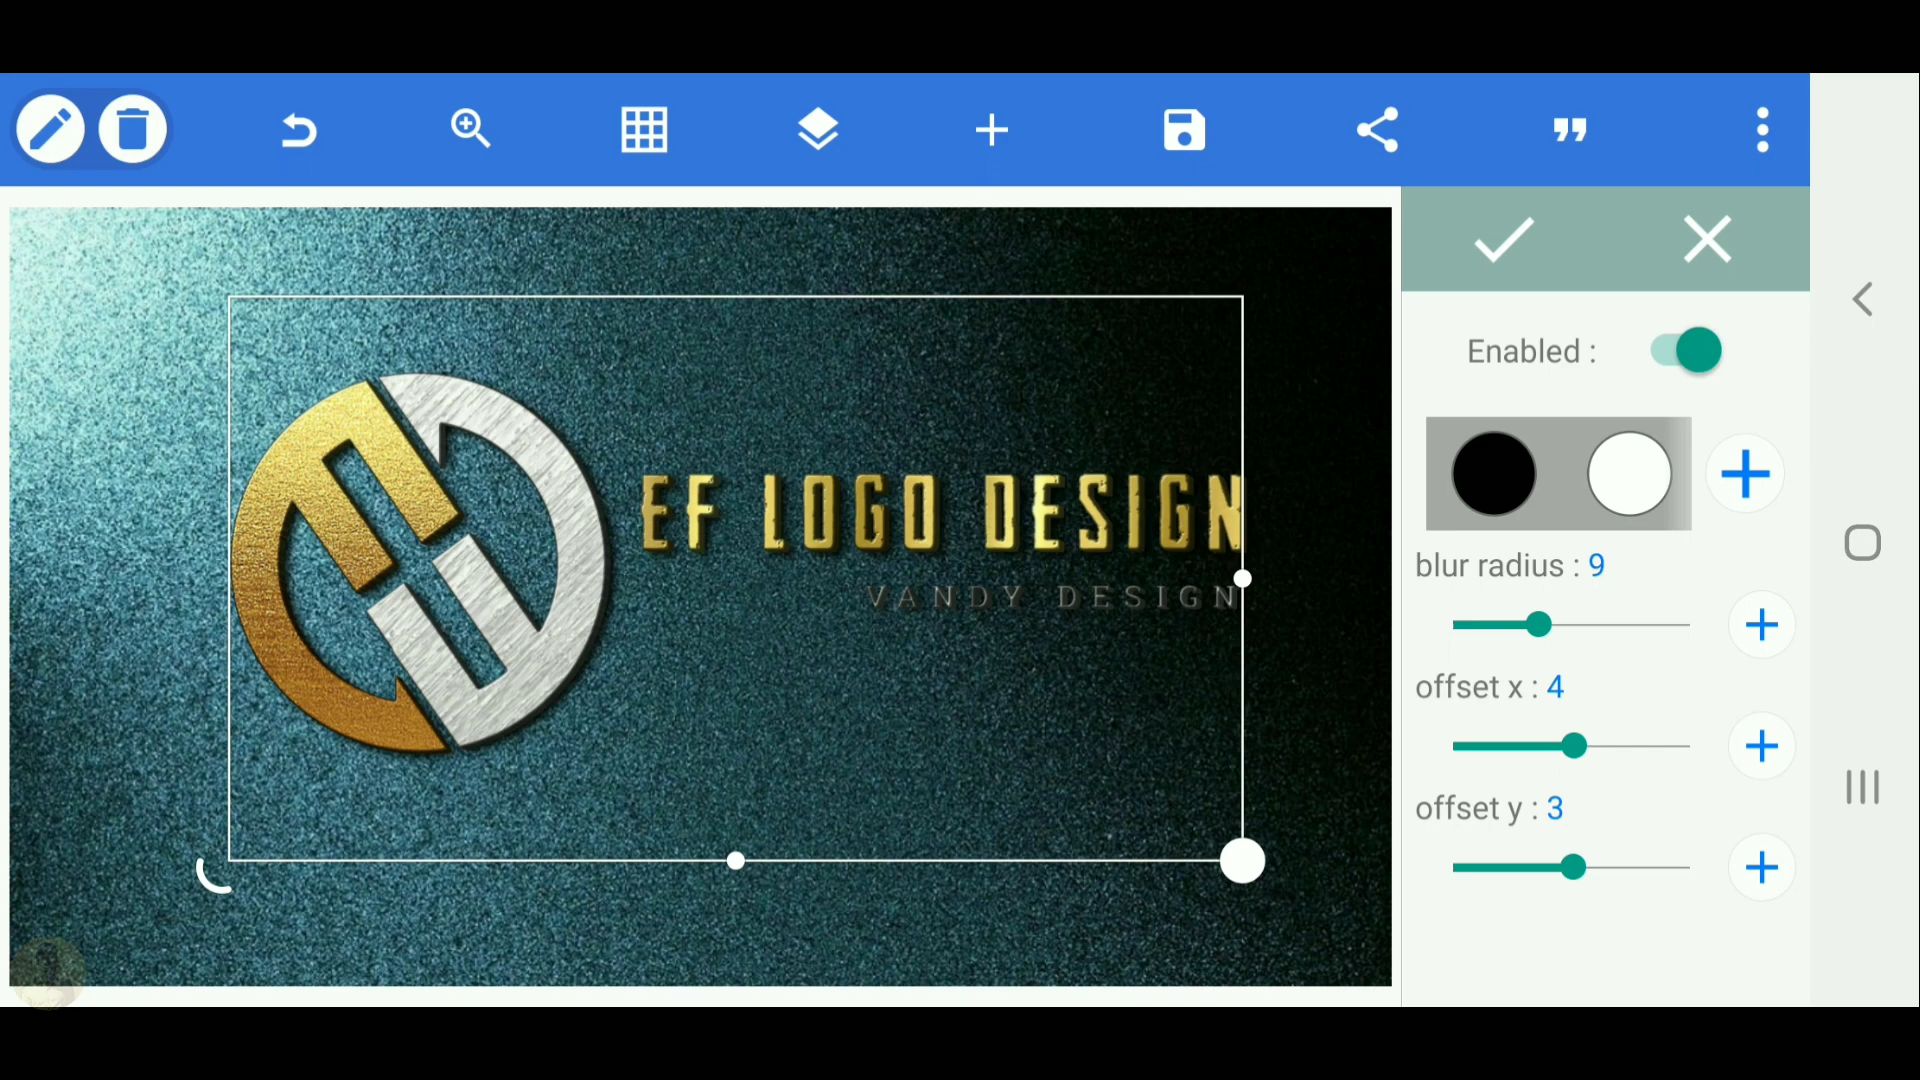 EF LOGO DESIGN
VANDY DESIGN
Enabled :
blur radius : 9
offset x : 4
offset y : 3